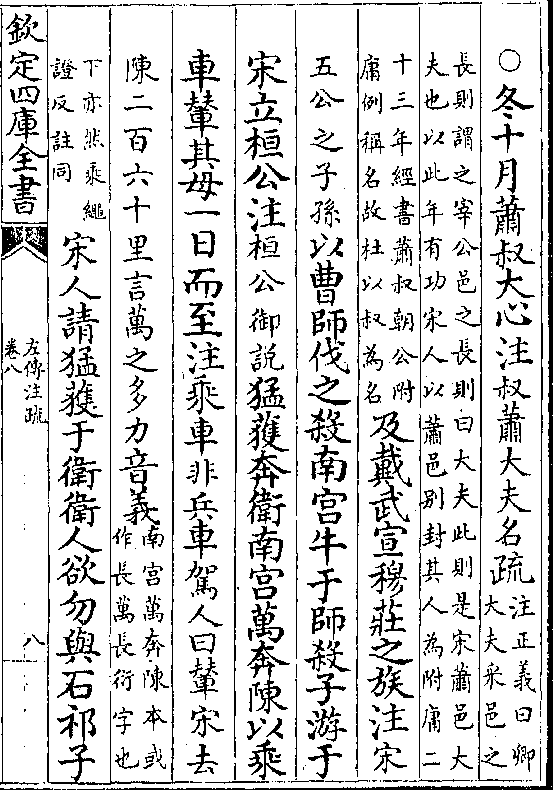 ○冬十月蕭叔大心注叔蕭大夫名疏注正義曰卿大夫采邑之
長則謂之宰公邑之長則曰大夫此則是宋蕭邑大
夫也以此年有功宋人以蕭邑别封其人為附庸二
十三年經書蕭叔朝公附
庸例稱名故杜以叔為名
及戴武宣穆莊之族注宋
五公之子孫以曹師伐之殺南宫牛于師殺子游于
宋立桓公注桓公御說猛獲奔衛南宫萬奔陳以乘
車輦其母一日而至注乘車非兵車駕人曰輦宋去
陳二百六十里言萬之多力音義南宫萬奔陳本或作長萬長衍字也
下亦然乘繩
證反註同
宋人請猛獲于衛衛人欲勿與石祁子
欽定四庫全書
左傳注疏
卷八
八